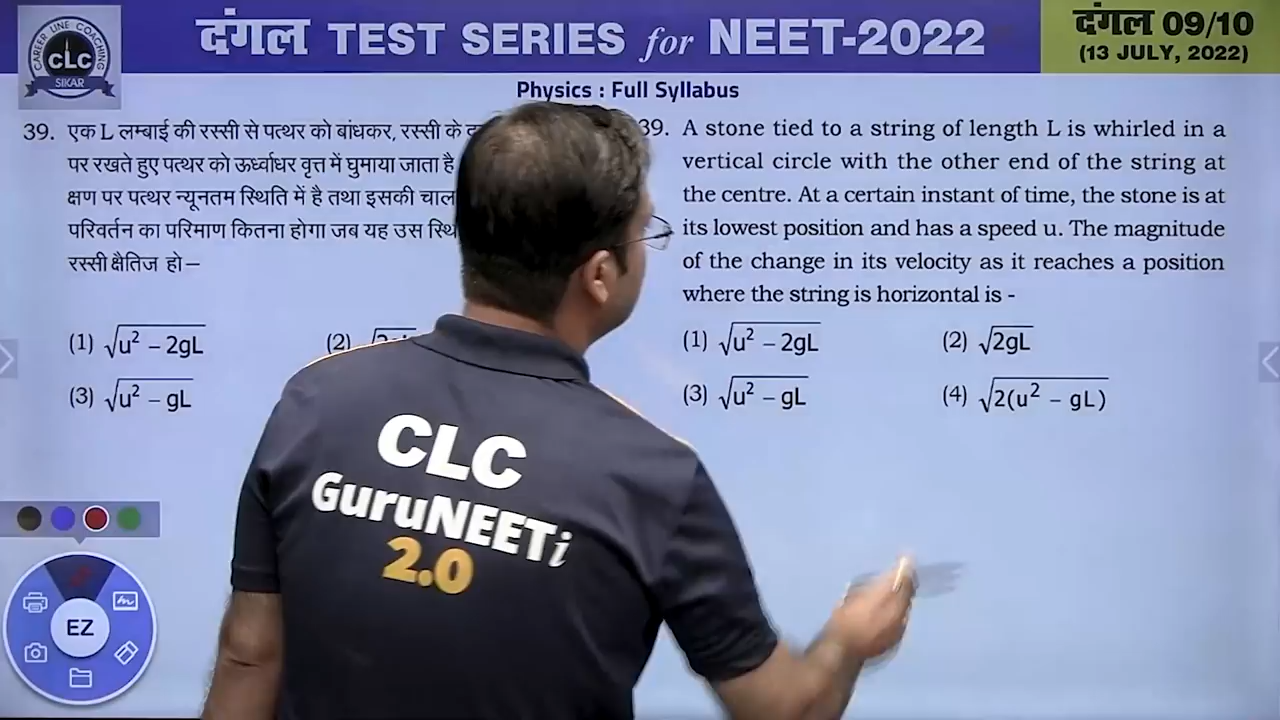 दंगल TEST SERIES for NEET-2022
दंगल 09/10
(13 JULY, 2022)
CAREER LINE COACHING
CLC
SIKAR
Physics : Full Syllabus
39. एक L लम्बाई की रस्सी से पत्थर को बांधकर, रस्सी के
पर रखते हुए पत्थर को ऊर्ध्वाधर वृत्त में घुमाया जाता है
क्षण पर पत्थर न्यूनतम स्थिति में है तथा इसकी चाल
परिवर्तन का परिमाण कितना होगा जब यह उस
रस्सी क्षैतिज हो—
(1) √(u² – 2gL) (2)
(3) √(u² – gL)
39. A stone tied to a string of length L is whirled in a
vertical circle with the other end of the string at
the centre. At a certain instant of time, the stone is at
its lowest position and has a speed u. The magnitude
of the change in its velocity as it reaches a position
where the string is horizontal is -
(1) √(u² – 2gL) (2) √(2gL)
(3) √(u² – gL) (4) √(2(u² – gL))
CLC
GuruNEETi
2.0
EZ